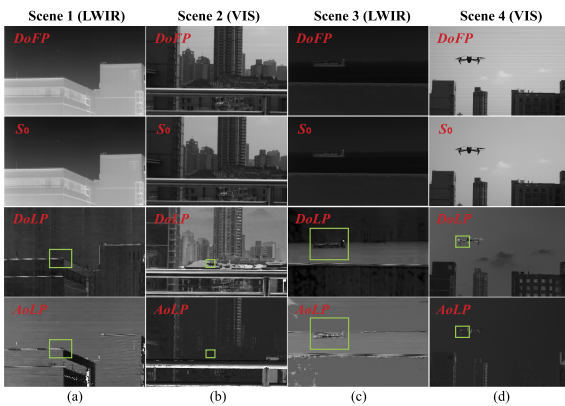 Scene 1 (LWIR) Scene 2 (VIS) Scene 3 (LWIR) Scene 4 (VIS)
DoFP DoFP DoFP DoFP
S₀ S₀ S₀ S₀
DoLP DoLP DoLP DoLP
AoLP AoLP AoLP AoLP
(a) (b) (c) (d)